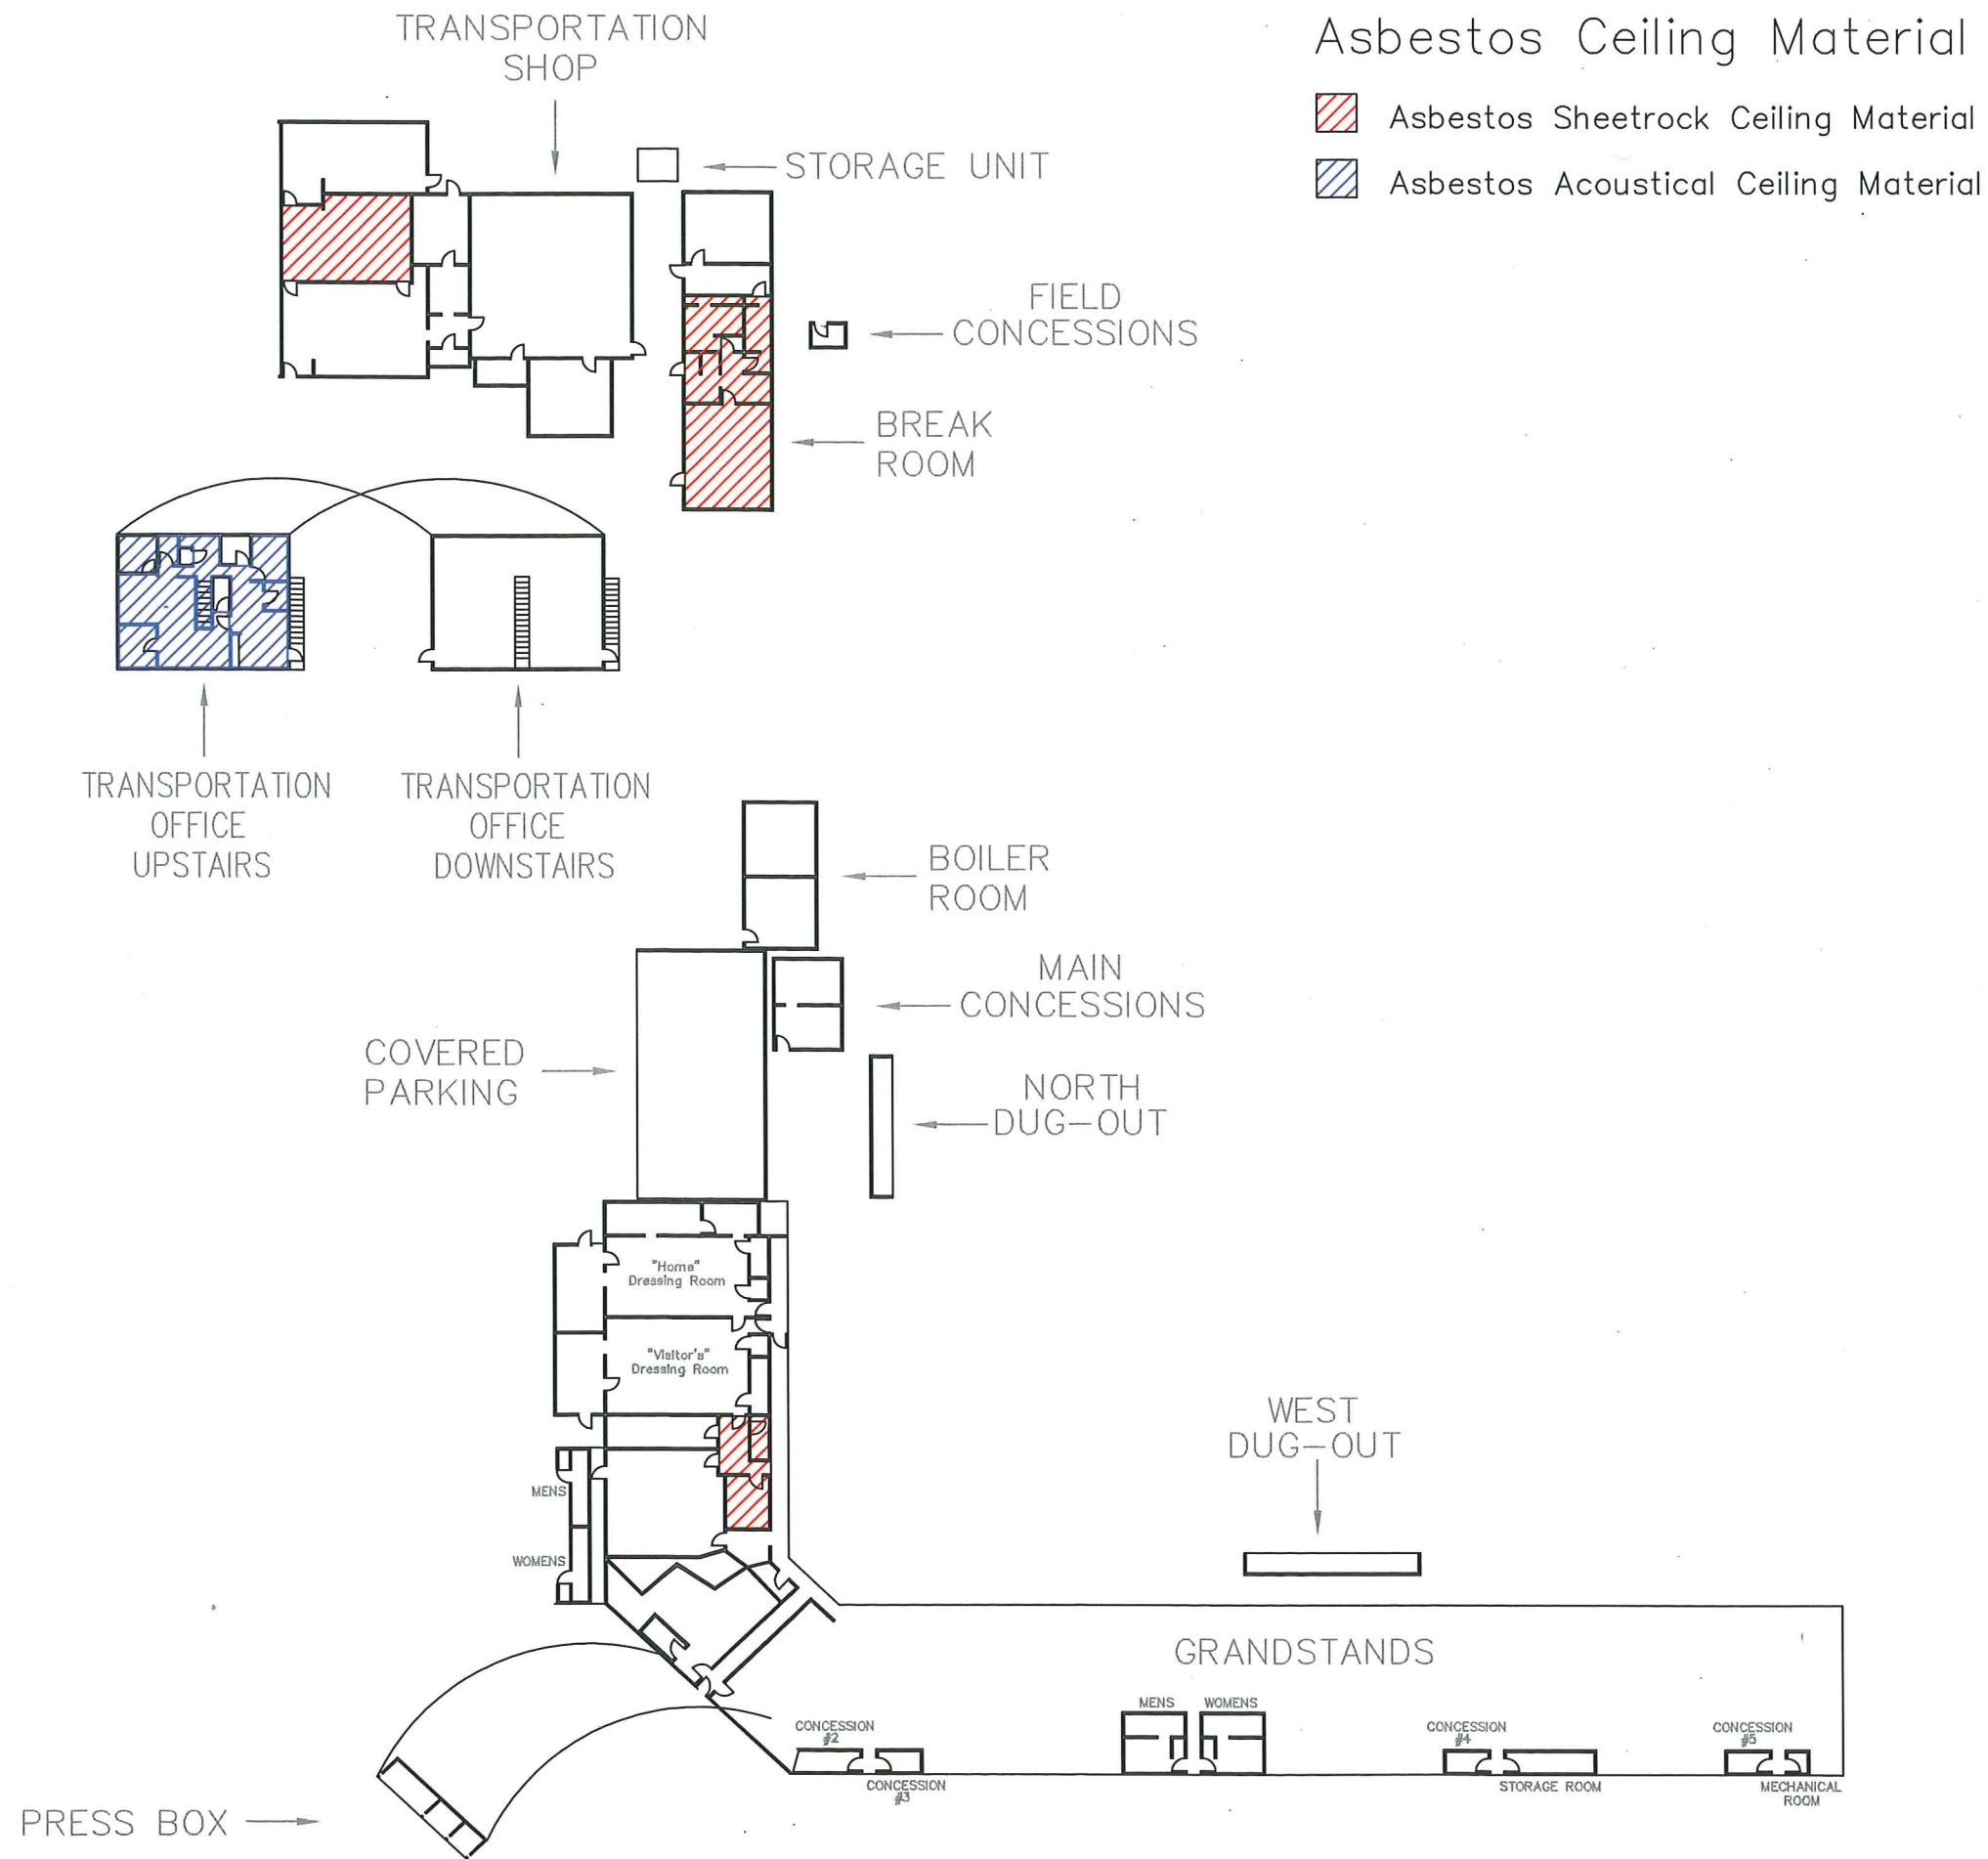 TRANSPORTATION
SHOP
Asbestos Ceiling Material
Asbestos Sheetrock Ceiling Material
Asbestos Acoustical Ceiling Material
STORAGE UNIT
FIELD
CONCESSIONS
BREAK
ROOM
TRANSPORTATION
OFFICE
UPSTAIRS
TRANSPORTATION
OFFICE
DOWNSTAIRS
BOILER
ROOM
MAIN
CONCESSIONS
COVERED
PARKING
NORTH
DUG-OUT
"Home"
Dressing Room
"Visitor's"
Dressing Room
WEST
DUG-OUT
MENS
WOMENS
GRANDSTANDS
MENS
WOMENS
CONCESSION
#2
CONCESSION
#3
CONCESSION
#4
STORAGE ROOM
CONCESSION
#5
MECHANICAL
ROOM
PRESS BOX